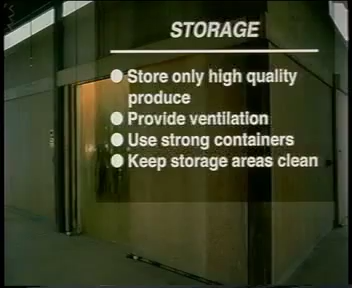 STORAGE
Store only high quality
produce
Provide ventilation
Use strong containers
Keep storage areas clean